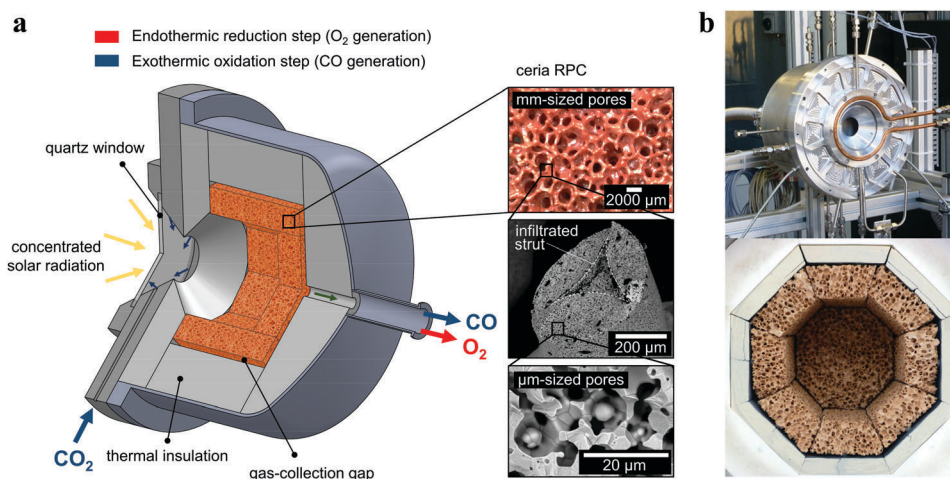 a
Endothermic reduction step (O₂ generation)
Exothermic oxidation step (CO generation)
quartz window
concentrated
solar radiation
CO₂
thermal insulation
gas-collection gap
CO
O₂
ceria RPC
mm-sized pores
2000 µm
infiltrated
strut
200 µm
µm-sized pores
20 µm
b